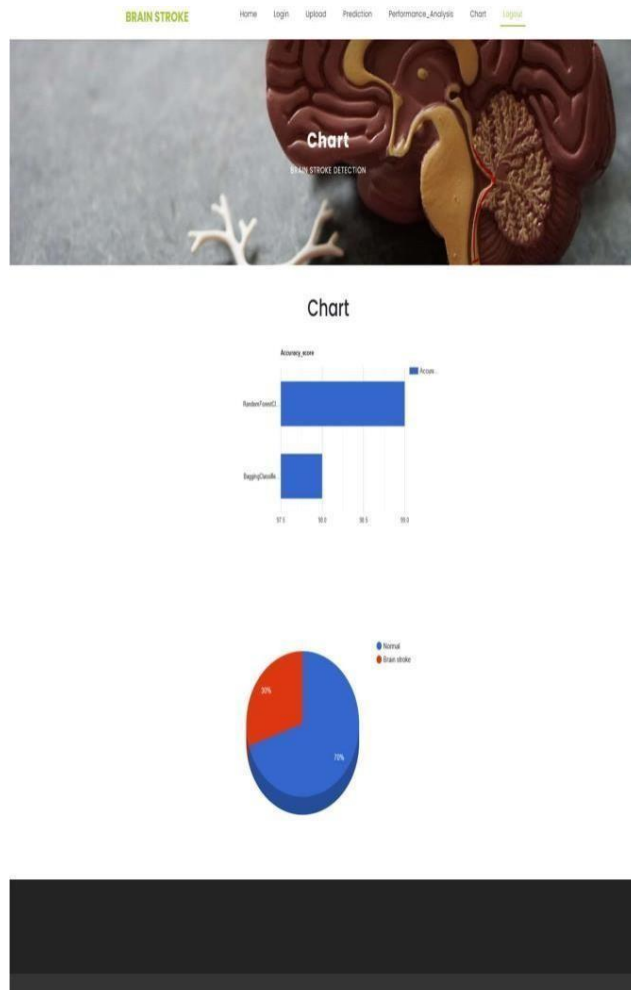 BRAIN STROKE Home Login Upload Prediction Performance_Analysis Chart Logout
Chart
BRAIN STROKE DETECTION
Chart
Accuracy_score
Accura...
RandomForestCl...
BaggingClassifie...
97.5 98.0 98.5 99.0
Normal
Brain stroke
30%
70%